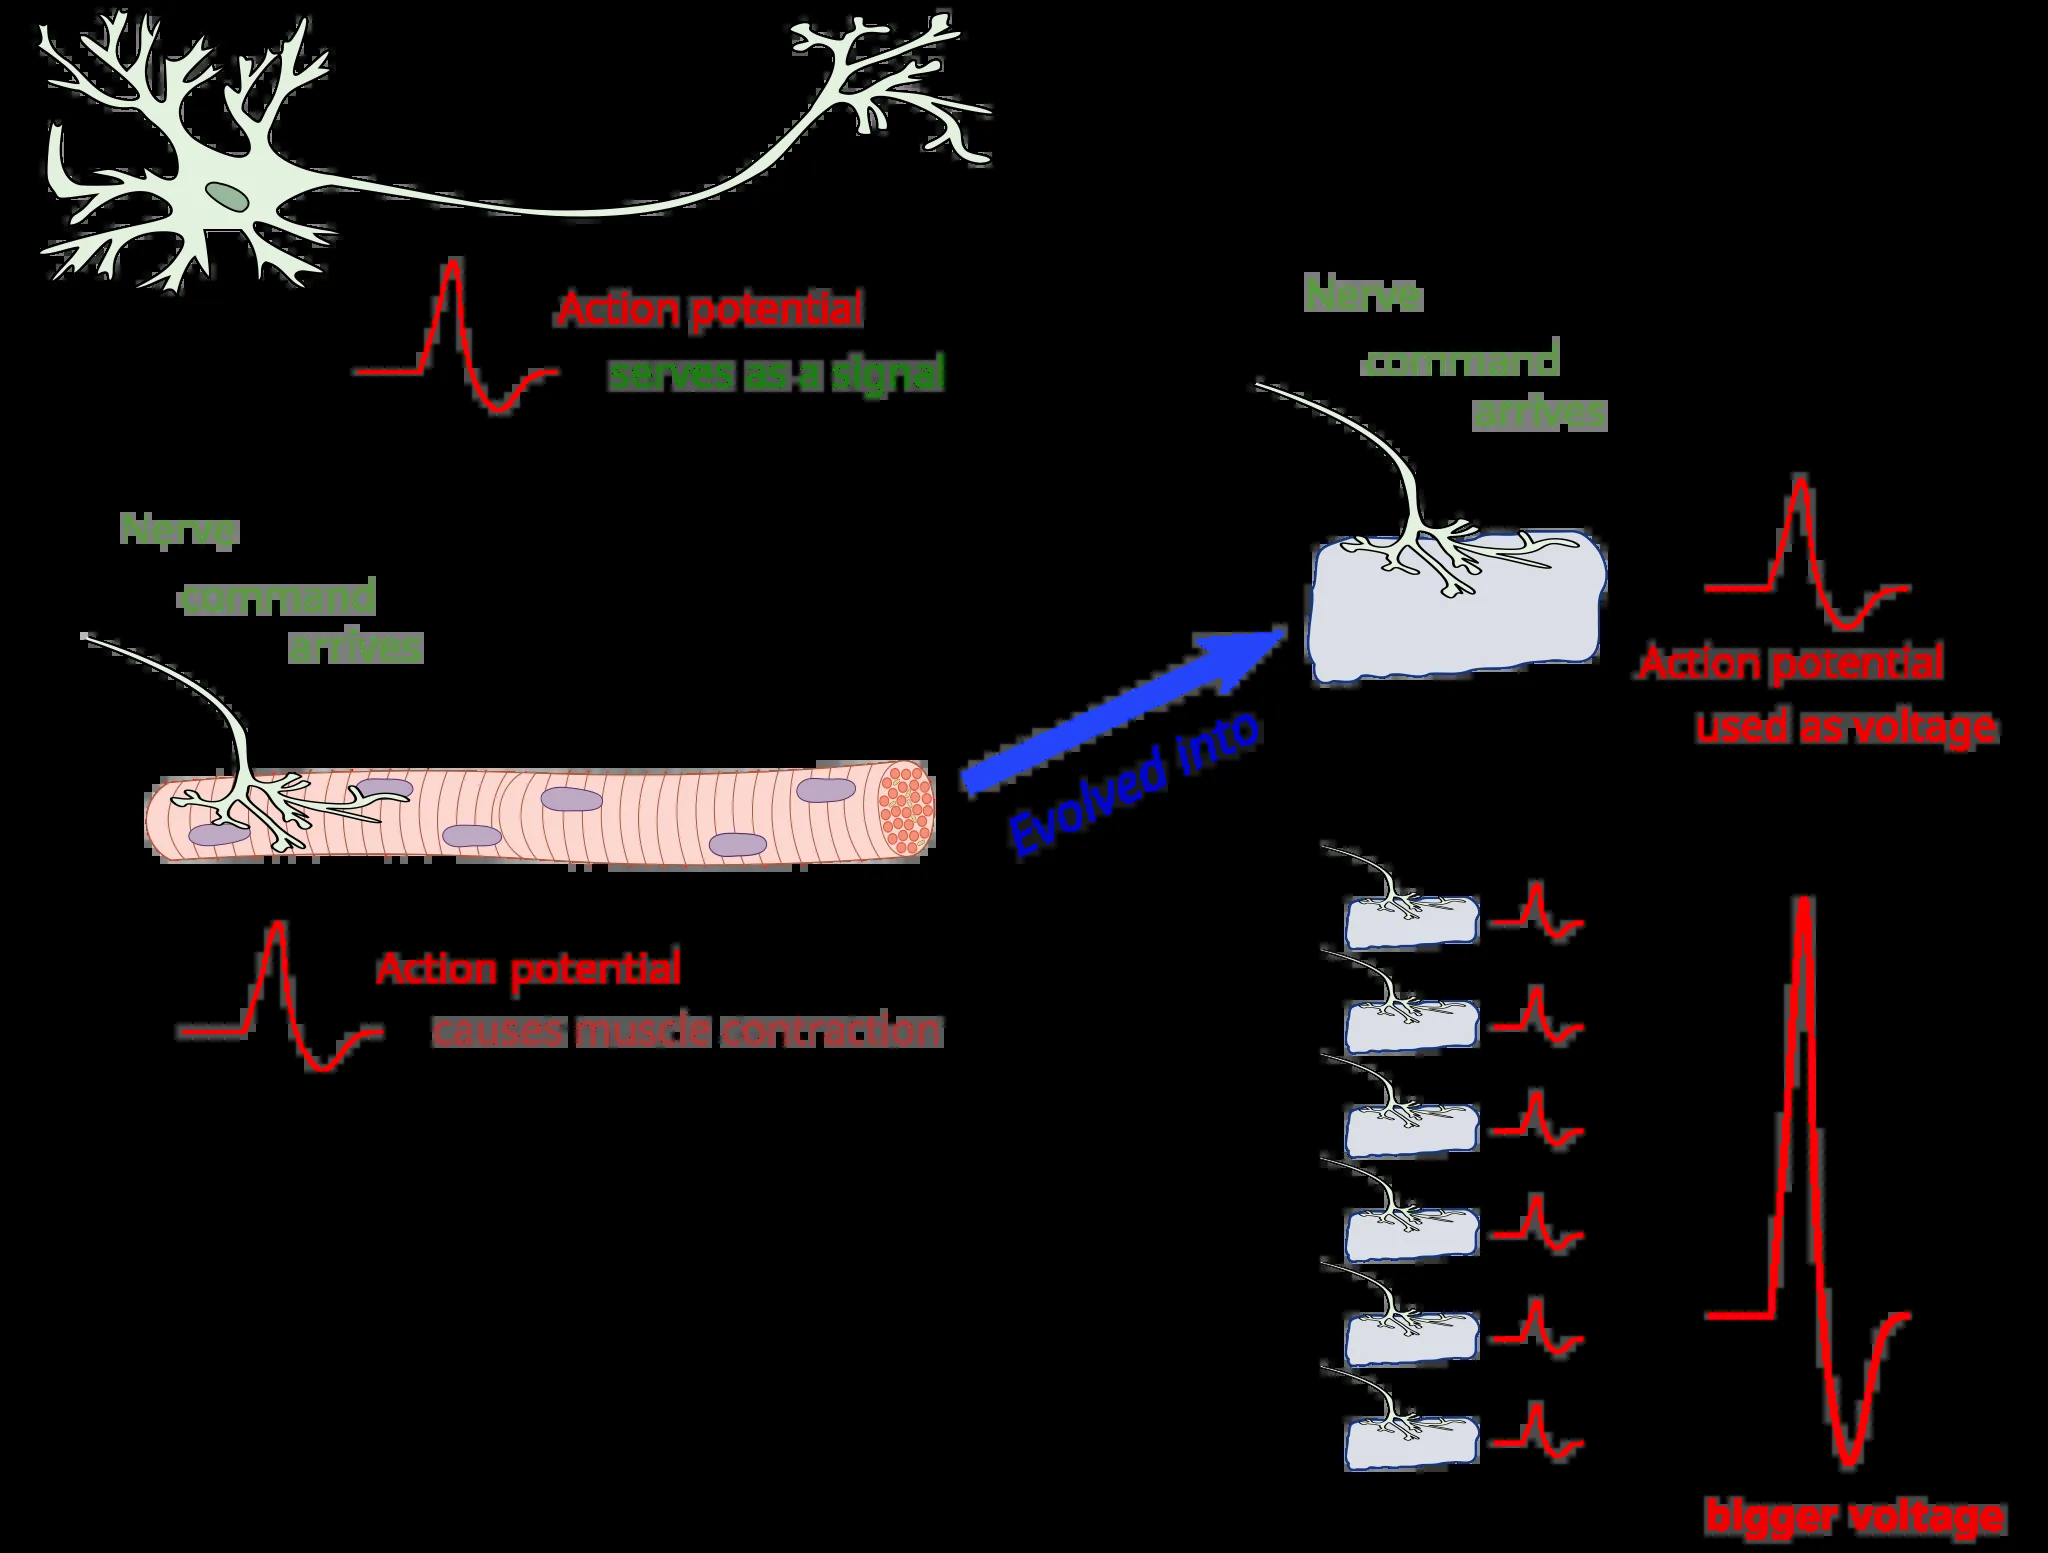 Action potential
serves as a signal
Nerve
command
arrives
Action potential
causes muscle contraction
Evolved into
Nerve
command
arrives
Action potential
used as voltage
bigger voltage